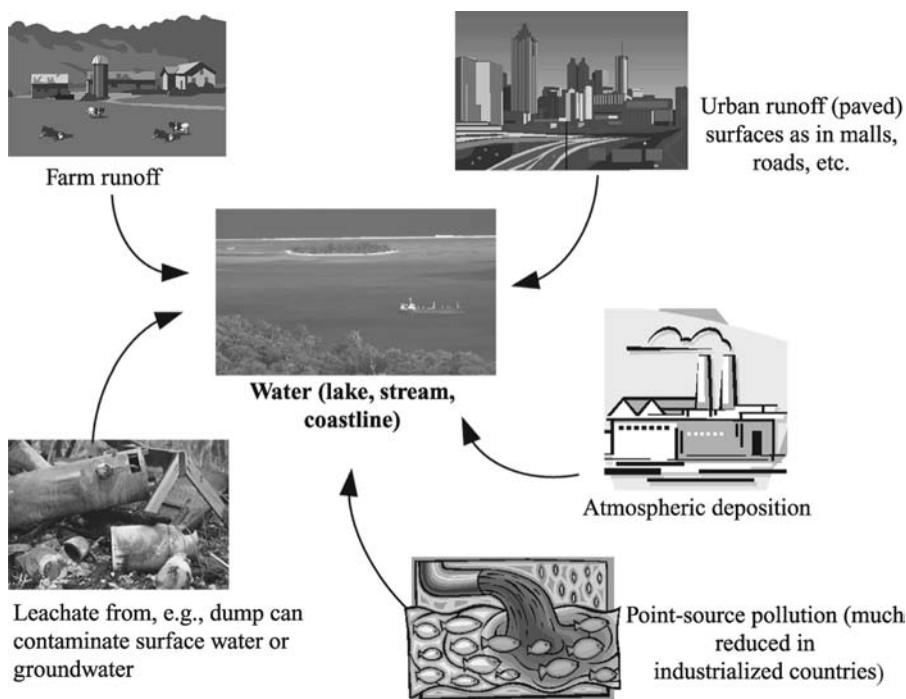 Farm runoff
Urban runoff (paved)
surfaces as in malls,
roads, etc.
Water (lake, stream,
coastline)
Atmospheric deposition
Leachate from, e.g., dump can
contaminate surface water or
groundwater
Point-source pollution (much
reduced in
industrialized countries)